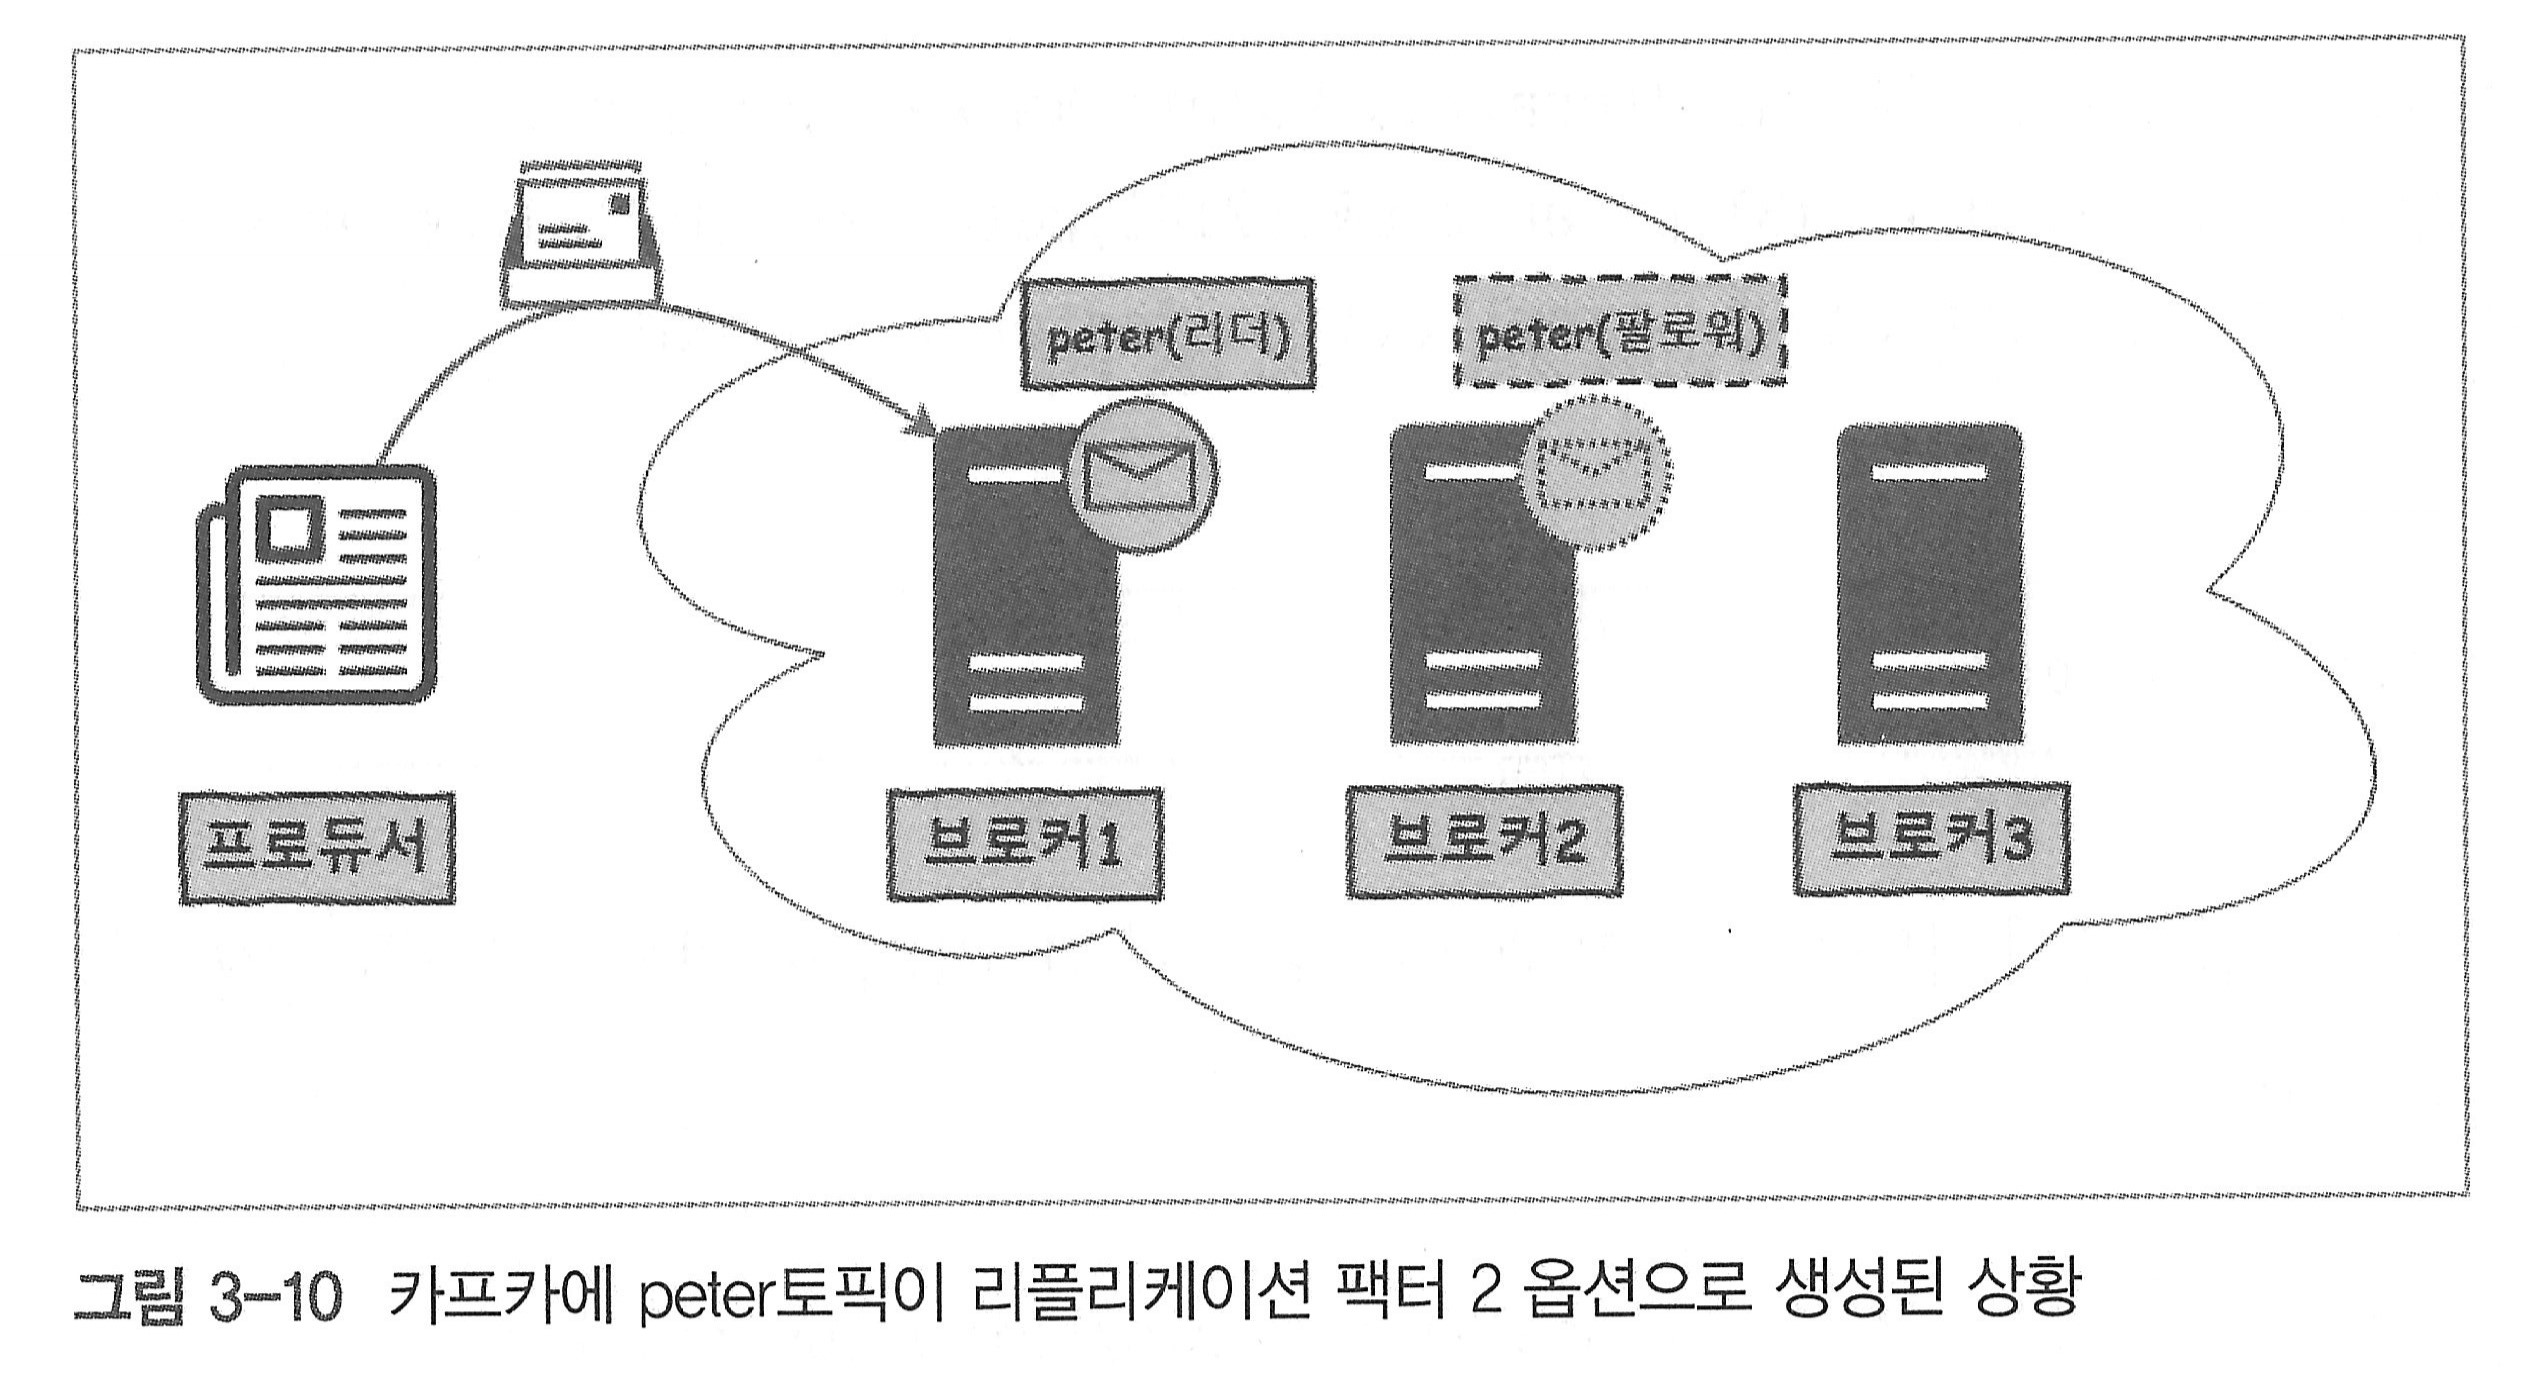 peter(리더)
peter(팔로워)
프로듀서
브로커1
브로커2
브로커3
그림 3-10 카프카에 peter토픽이 리플리케이션 팩터 2 옵션으로 생성된 상황